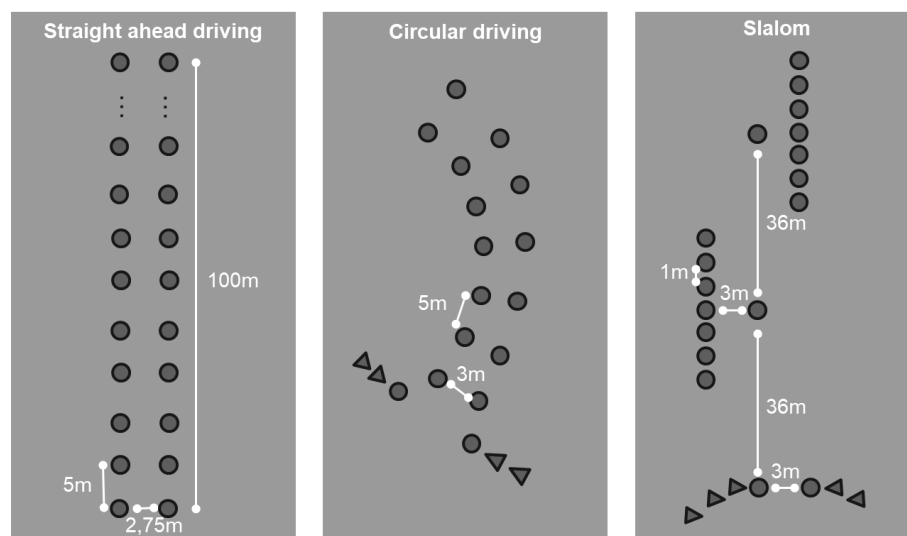 Straight ahead driving
100m
5m
2,75m
Circular driving
5m
3m
Slalom
36m
1m
3m
36m
3m